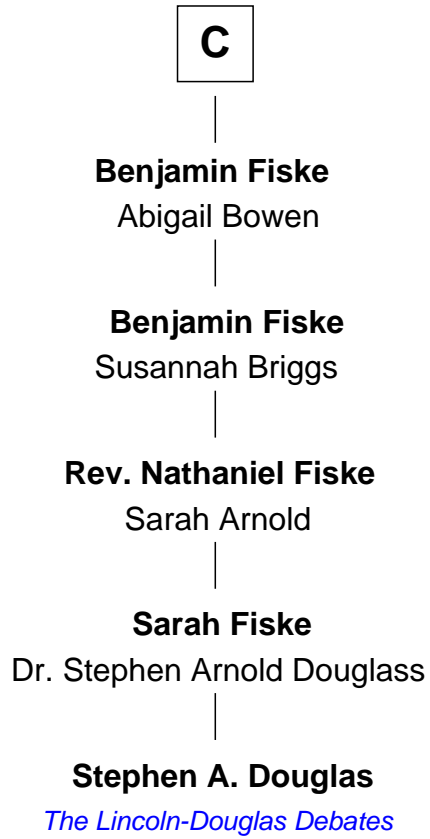 C
Benjamin Fiske
Abigail Bowen
Benjamin Fiske
Susannah Briggs
Rev. Nathaniel Fiske
Sarah Arnold
Sarah Fiske
Dr. Stephen Arnold Douglass
Stephen A. Douglas
The Lincoln-Douglas Debates